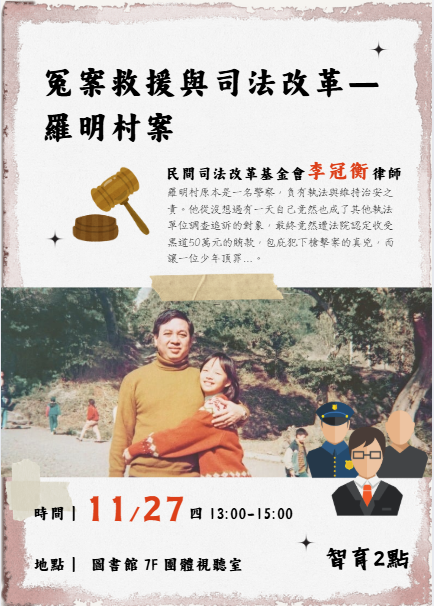 冤案救援與司法改革—
羅明村案
民間司法改革基金會李冠衡律師
羅明村原本是一名警察，負有執法與維持治安之
責。他從沒想過有一天自己竟然也成了其他執法
單位調查追訴的對象，最終竟然遭法院認定收受
黑道50萬元的賄款，包庇犯下槍擊案的真兇，而
讓一位少年頂罪...。
時間| 11/27 四 13:00-15:00
地點| 圖書館 7F 團體視聽室
智育2點